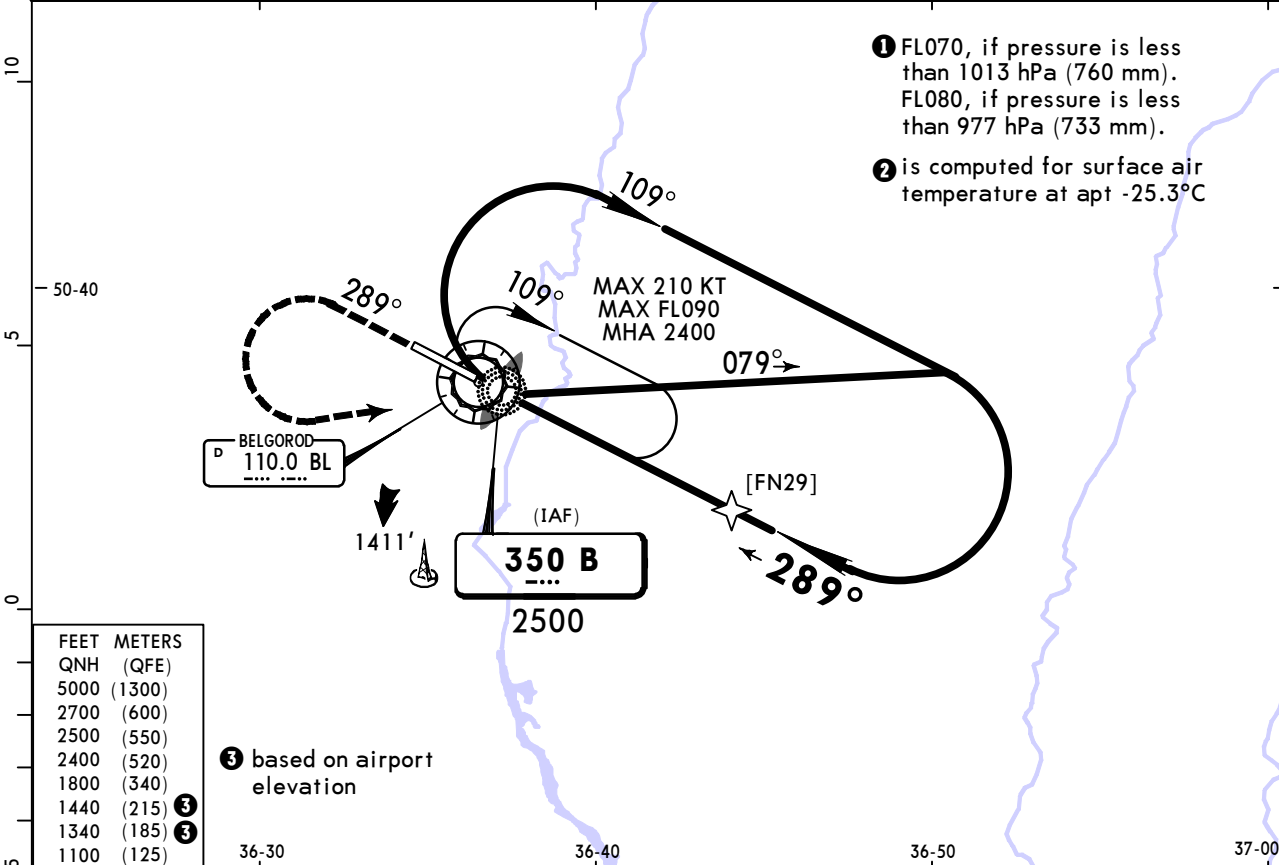 10
❶ FL070, if pressure is less
than 1013 hPa (760 mm).
FL080, if pressure is less
than 977 hPa (733 mm).
❷ is computed for surface air
temperature at apt -25.3°C
109°
50-40
289°
109°
MAX 210 KT
MAX FL090
MHA 2400
5
079°
BELGOROD
D 110.0 BL
[FN29]
(IAF)
1411'
350 B
289°
2500
0
FEET METERS
QNH (QFE)
5000 (1300)
2700 (600)
2500 (550)
2400 (520)
1800 (340)
1440 (215) ❸
1340 (185) ❸
1100 (125)
❸ based on airport
elevation
5
36-30
36-40
36-50
37-00